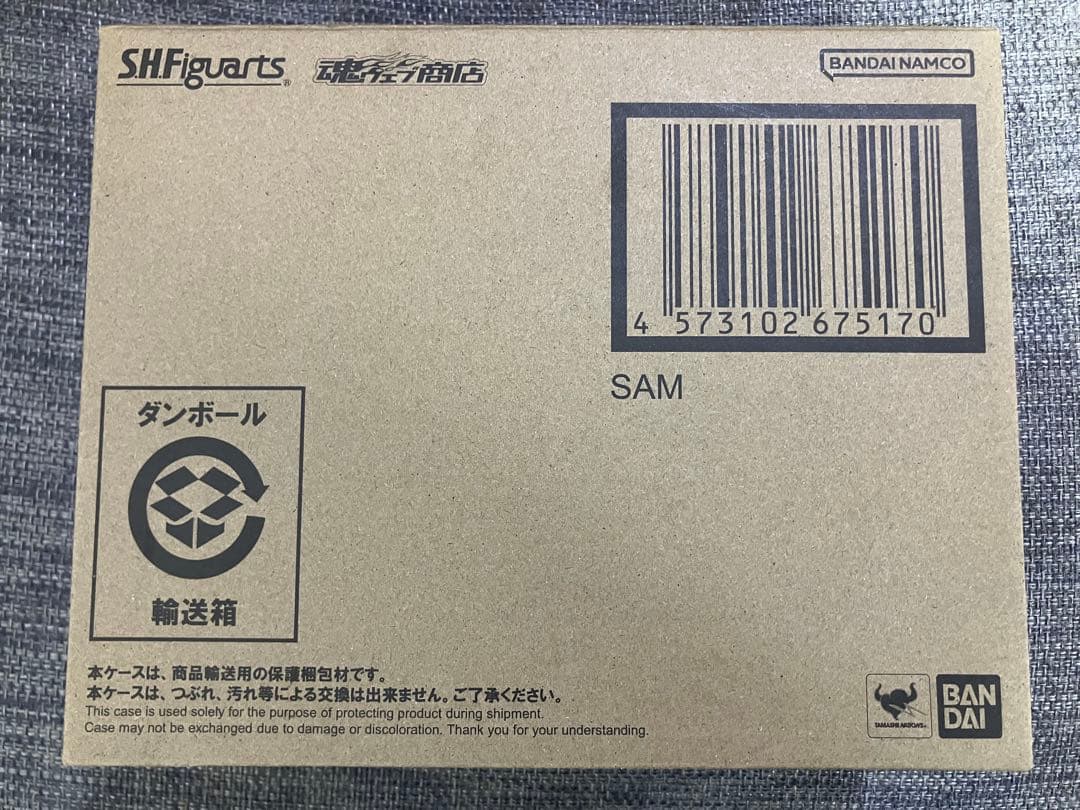 S.H.Figuarts®
魂ウェブ商店
BANDAI NAMCO
4 573102 675170
SAM
ダンボール
輸送箱
本ケースは、商品輸送用の保護梱包材です。
本ケースは、つぶれ、汚れ等による交換は出来ません。ご了承ください。
This case is used solely for the purpose of protecting product during shipment.
Case may not be exchanged due to damage or discoloration. Thank you for your understanding.
TAMASHII NATIONS
BAN
DAI